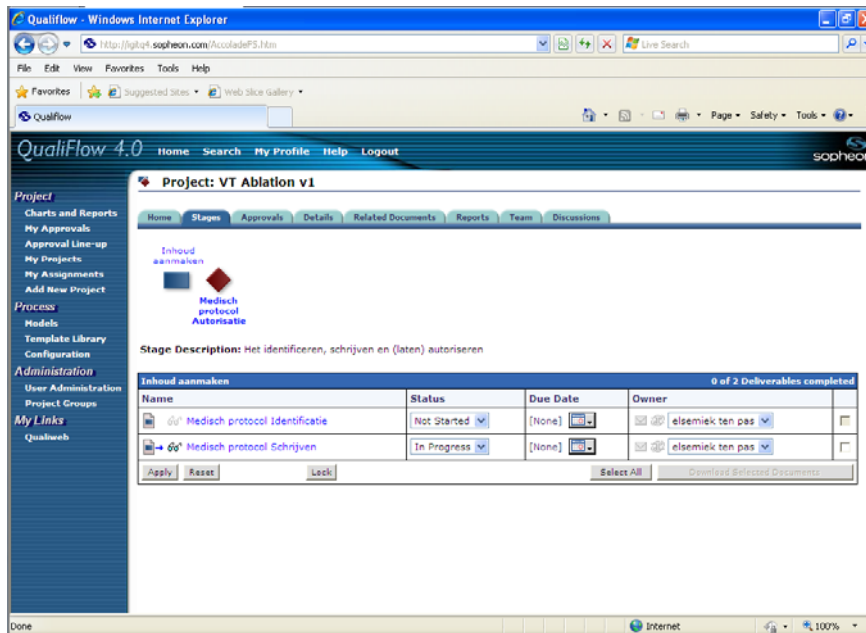 Qualiflow - Windows Internet Explorer
http://igitq4.sopheon.com/AccoladePS.htm
Live Search
File Edit View Favorites Tools Help
Favorites Suggested Sites Web Slice Gallery
Qualiflow Page Safety Tools
QualiFlow 4.0 Home Search My Profile Help Logout
sopheon
Project: VT Ablation v1
Project
Charts and Reports
My Approvals
Approval Line-up
My Projects
My Assignments
Add New Project
Process
Models
Template Library
Configuration
Administration
User Administration
Project Groups
My Links
Qualiweb
Home Stages Approvals Details Related Documents Reports Team Discussions
Inhoud
aanmaken
Medisch
protocol
Autorisatie
Stage Description: Het identificeren, schrijven en (laten) autoriseren
Inhoud aanmaken 0 of 2 Deliverables completed
Name Status Due Date Owner
Medisch protocol Identificatie Not Started [None] elsemiek ten pas
Medisch protocol Schrijven In Progress [None] elsemiek ten pas
Apply Reset Lock Select All Download Selected Documents
Done Internet 100%